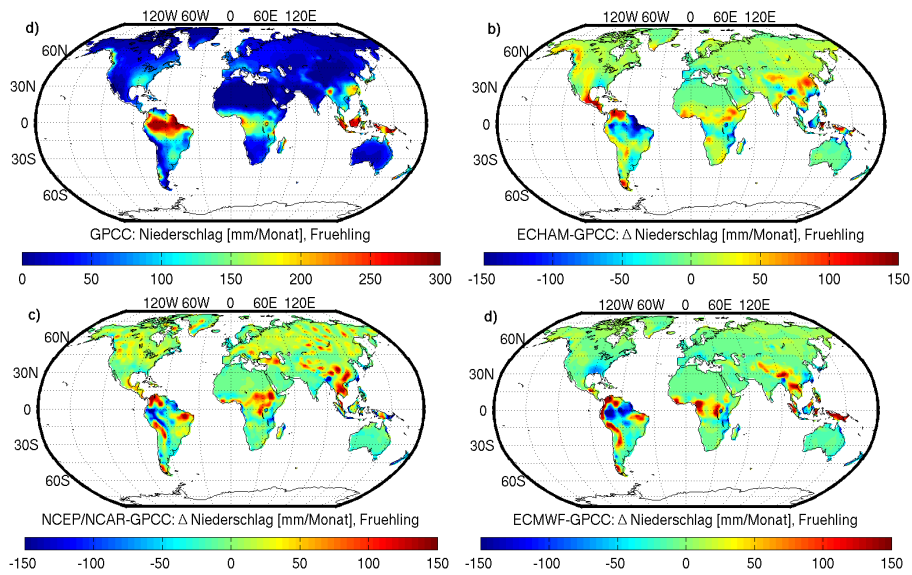 120W 60W 0 60E 120E
d)
60N
30N
0
30S
60S
GPCC: Niederschlag [mm/Monat], Fruehling
0 50 100 150 200 250 300
120W 60W 0 60E 120E
b)
60N
30N
0
30S
60S
ECHAM-GPCC: Δ Niederschlag [mm/Monat], Fruehling
-150 -100 -50 0 50 100 150
120W 60W 0 60E 120E
c)
60N
30N
0
30S
60S
NCEP/NCAR-GPCC: Δ Niederschlag [mm/Monat], Fruehling
-150 -100 -50 0 50 100 150
120W 60W 0 60E 120E
d)
60N
30N
0
30S
60S
ECMWF-GPCC: Δ Niederschlag [mm/Monat], Fruehling
-150 -100 -50 0 50 100 150